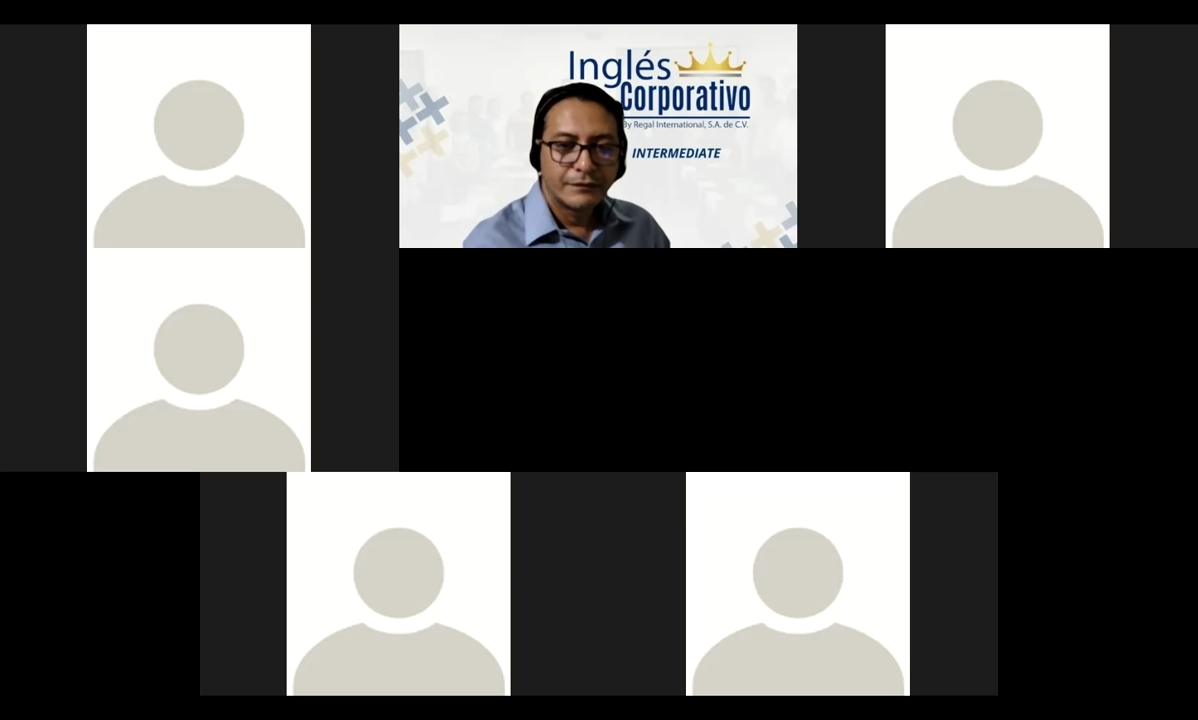 Inglés
Corporativo
By Regal International, S.A. de C.V.
INTERMEDIATE